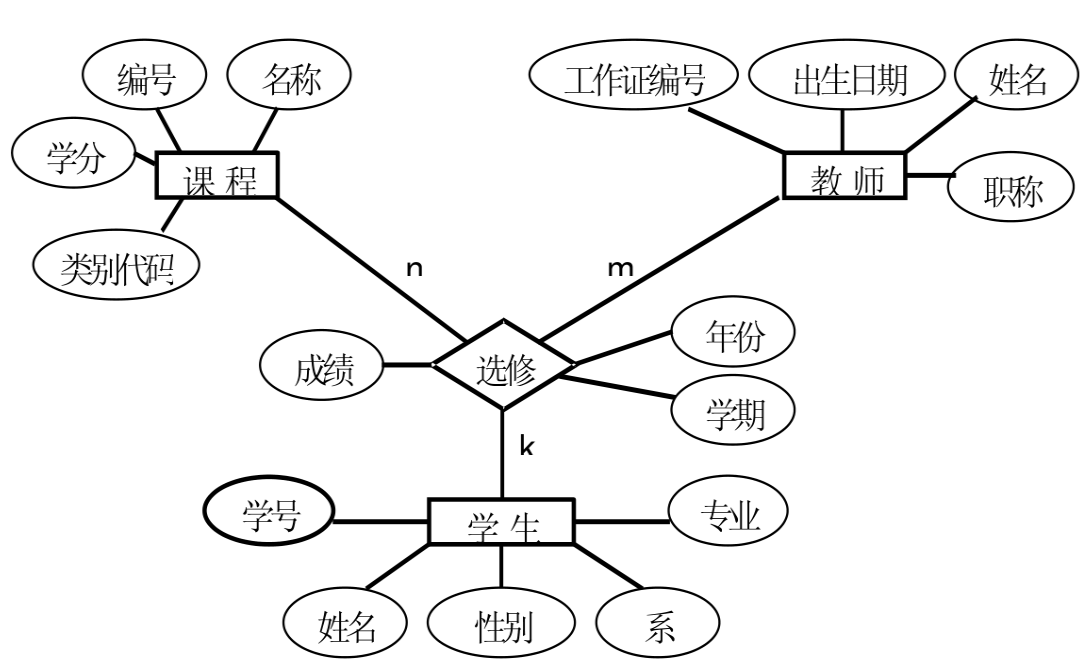 编号
名称
工作证编号
出生日期
姓名
学分
课 程
教 师
职称
类别代码
n
m
年份
成绩
选修
学期
k
学号
学 生
专业
姓名
性别
系